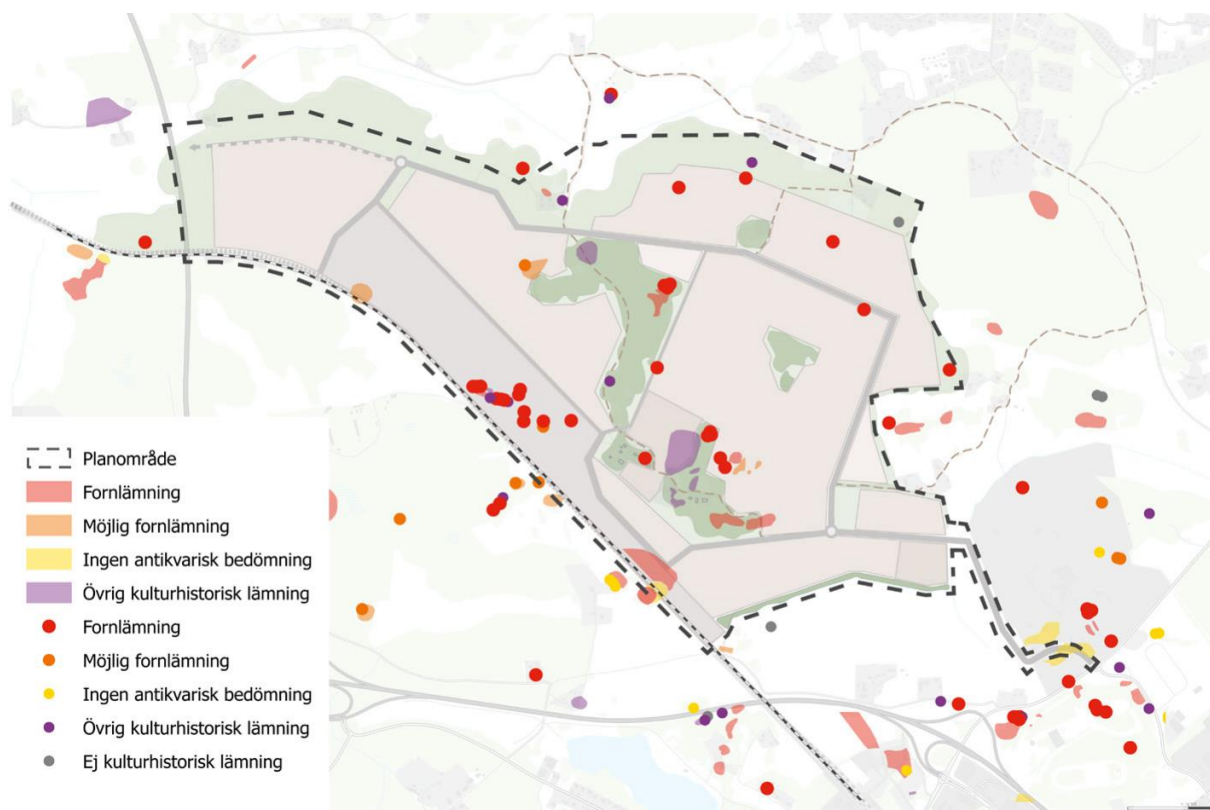 Planområde
Fornlämning
Möjlig fornlämning
Ingen antikvarisk bedömning
Övrig kulturhistorisk lämning
Fornlämning
Möjlig fornlämning
Ingen antikvarisk bedömning
Övrig kulturhistorisk lämning
Ej kulturhistorisk lämning